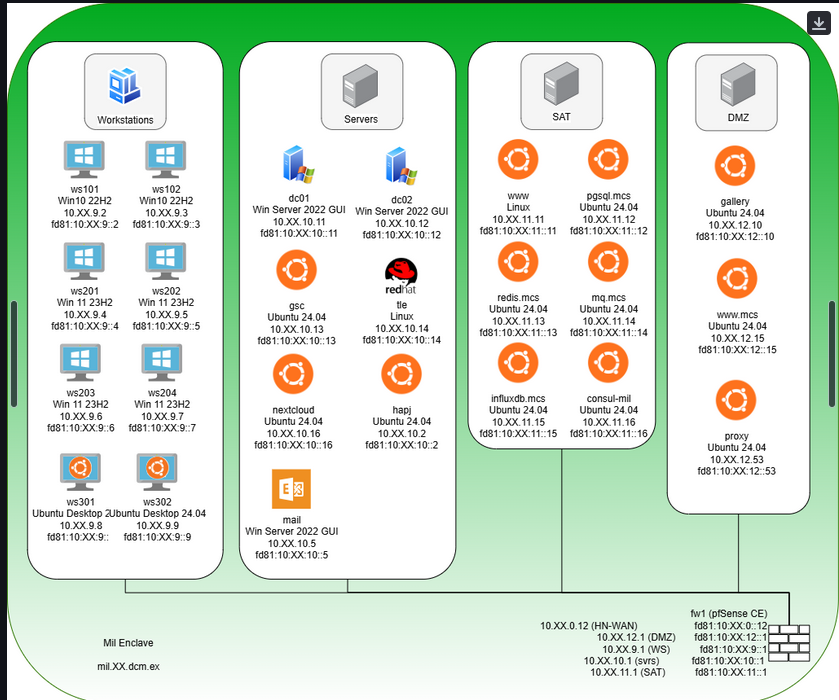 Workstations
ws101
Win10 22H2
10.XX.9.2
fd81:10:XX:9::2
ws102
Win10 22H2
10.XX.9.3
fd81:10:XX:9::3
ws201
Win 11 23H2
10.XX.9.4
fd81:10:XX:9::4
ws202
Win 11 23H2
10.XX.9.5
fd81:10:XX:9::5
ws203
Win 11 23H2
10.XX.9.6
fd81:10:XX:9::6
ws204
Win 11 23H2
10.XX.9.7
fd81:10:XX:9::7
ws301
Ubuntu Desktop 2
10.XX.9.8
fd81:10:XX:9::
ws302
Ubuntu Desktop 24.04
10.XX.9.9
fd81:10:XX:9::9
Servers
dc01
Win Server 2022 GUI
10.XX.10.11
fd81:10:XX:10::11
dc02
Win Server 2022 GUI
10.XX.10.12
fd81:10:XX:10::12
gsc
Ubuntu 24.04
10.XX.10.13
fd81:10:XX:10::13
redhat
tle
Linux
10.XX.10.14
fd81:10:XX:10::14
nextcloud
Ubuntu 24.04
10.XX.10.16
fd81:10:XX:10::16
hapj
Ubuntu 24.04
10.XX.10.2
fd81:10:XX:10::2
mail
Win Server 2022 GUI
10.XX.10.5
fd81:10:XX:10::5
SAT
www
Linux
10.XX.11.11
fd81:10:XX:11::11
pgsql.mcs
Ubuntu 24.04
10.XX.11.12
fd81:10:XX:11::12
redis.mcs
Ubuntu 24.04
10.XX.11.13
fd81:10:XX:11::13
mq.mcs
Ubuntu 24.04
10.XX.11.14
fd81:10:XX:11::14
influxdb.mcs
Ubuntu 24.04
10.XX.11.15
fd81:10:XX:11::15
consul-mil
Ubuntu 24.04
10.XX.11.16
fd81:10:XX:11::16
DMZ
gallery
Ubuntu 24.04
10.XX.12.10
fd81:10:XX:12::10
www.mcs
Ubuntu 24.04
10.XX.12.15
fd81:10:XX:12::15
proxy
Ubuntu 24.04
10.XX.12.53
fd81:10:XX:12::53
Mil Enclave
mil.XX.dcm.ex
fw1 (pfSense CE)
10.XX.0.12 (HN-WAN) fd81:10:XX:0::12
10.XX.12.1 (DMZ) fd81:10:XX:12::1
10.XX.9.1 (WS) fd81:10:XX:9::1
10.XX.10.1 (svrs) fd81:10:XX:10::1
10.XX.11.1 (SAT) fd81:10:XX:11::1